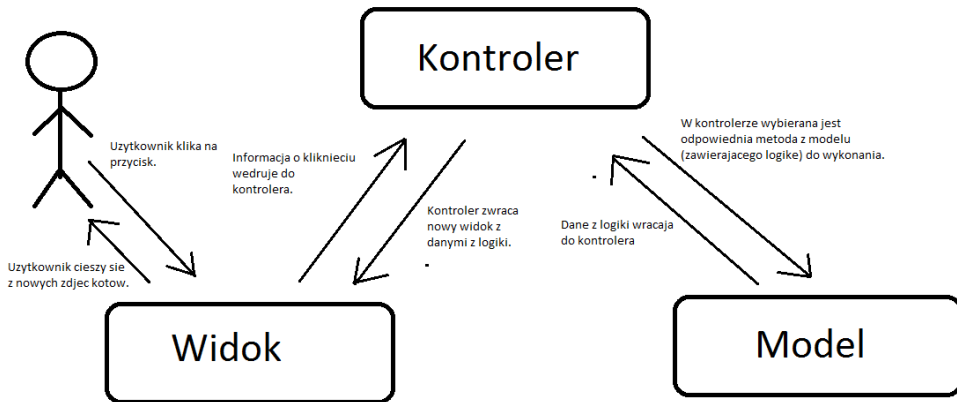 Kontroler
Uzytkownik klika na
przycisk.
Informacja o kliknieciu
wedruje do
kontrolera.
W kontrolerze wybierana jest
odpowiednia metoda z modelu
(zawierajacego logike) do wykonania.
Kontroler zwraca
nowy widok z
danymi z logiki.
Dane z logiki wracaja
do kontrolera
Uzytkownik cieszy sie
z nowych zdjec kotow.
Widok
Model